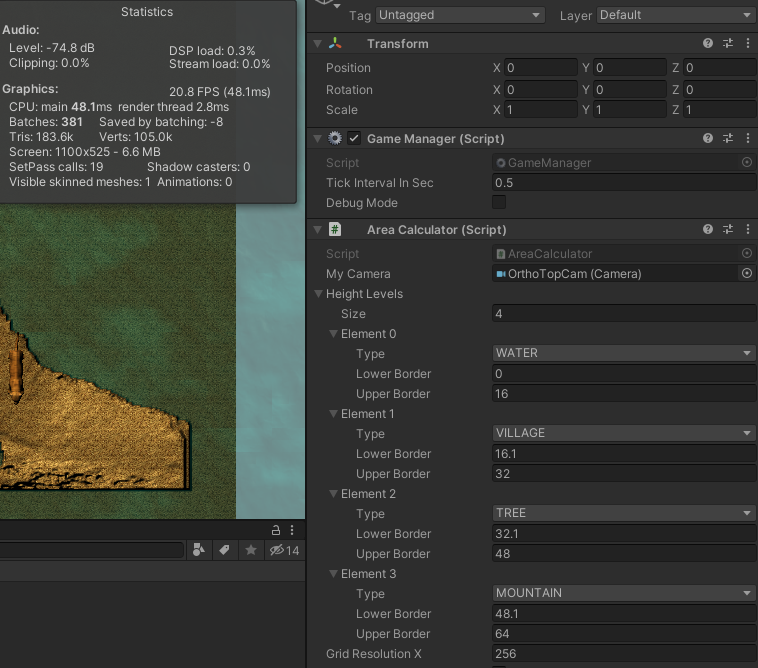 Statistics
Audio:
Level: -74.8 dB DSP load: 0.3%
Clipping: 0.0% Stream load: 0.0%
Graphics: 20.8 FPS (48.1ms)
CPU: main 48.1ms render thread 2.8ms
Batches: 381 Saved by batching: -8
Tris: 183.6k Verts: 105.0k
Screen: 1100x525 - 6.6 MB
SetPass calls: 19 Shadow casters: 0
Visible skinned meshes: 1 Animations: 0
14
Tag Untagged Layer Default
Transform
Position X 0 Y 0 Z 0
Rotation X 0 Y 0 Z 0
Scale X 1 Y 1 Z 1
Game Manager (Script)
Script GameManager
Tick Interval In Sec 0.5
Debug Mode
# Area Calculator (Script)
Script AreaCalculator
My Camera OrthoTopCam (Camera)
Height Levels
Size 4
Element 0
Type WATER
Lower Border 0
Upper Border 16
Element 1
Type VILLAGE
Lower Border 16.1
Upper Border 32
Element 2
Type TREE
Lower Border 32.1
Upper Border 48
Element 3
Type MOUNTAIN
Lower Border 48.1
Upper Border 64
Grid Resolution X 256